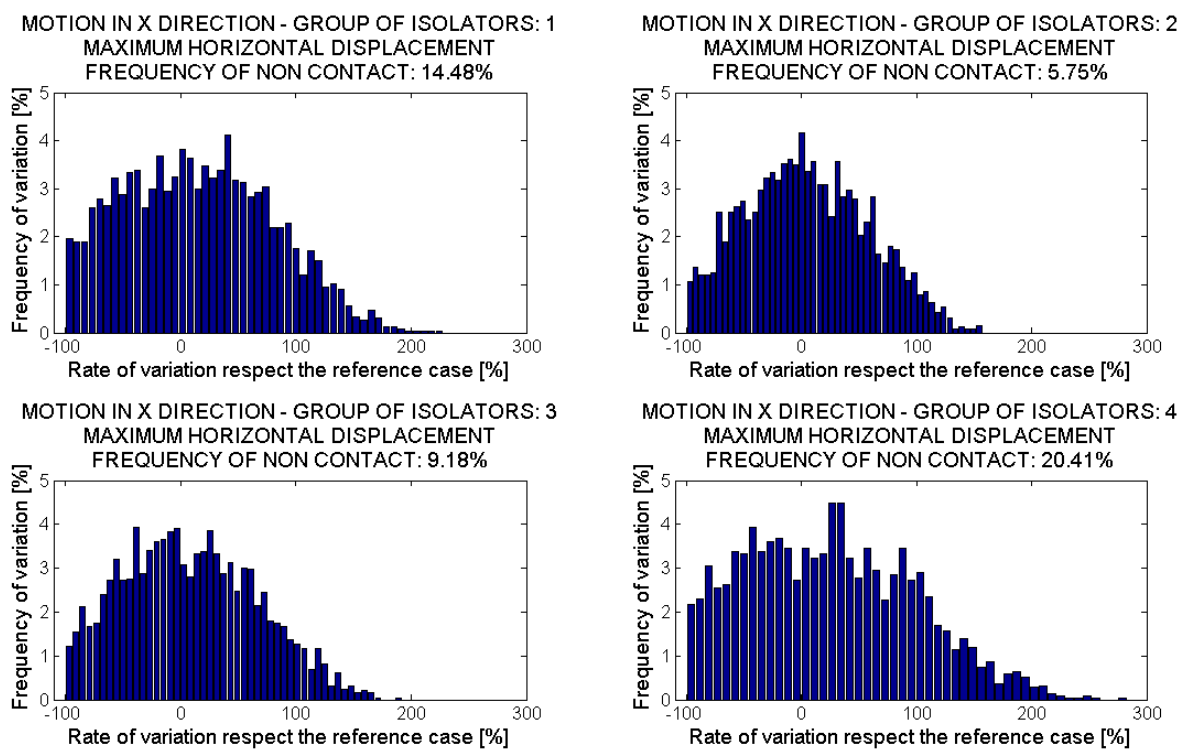 MOTION IN X DIRECTION - GROUP OF ISOLATORS: 1
MAXIMUM HORIZONTAL DISPLACEMENT
FREQUENCY OF NON CONTACT: 14.48%
Frequency of variation [%]
5
4
3
2
1
0
-100 0 100 200 300
Rate of variation respect the reference case [%]
MOTION IN X DIRECTION - GROUP OF ISOLATORS: 2
MAXIMUM HORIZONTAL DISPLACEMENT
FREQUENCY OF NON CONTACT: 5.75%
Frequency of variation [%]
5
4
3
2
1
0
-100 0 100 200 300
Rate of variation respect the reference case [%]
MOTION IN X DIRECTION - GROUP OF ISOLATORS: 3
MAXIMUM HORIZONTAL DISPLACEMENT
FREQUENCY OF NON CONTACT: 9.18%
Frequency of variation [%]
5
4
3
2
1
0
-100 0 100 200 300
Rate of variation respect the reference case [%]
MOTION IN X DIRECTION - GROUP OF ISOLATORS: 4
MAXIMUM HORIZONTAL DISPLACEMENT
FREQUENCY OF NON CONTACT: 20.41%
Frequency of variation [%]
5
4
3
2
1
0
-100 0 100 200 300
Rate of variation respect the reference case [%]